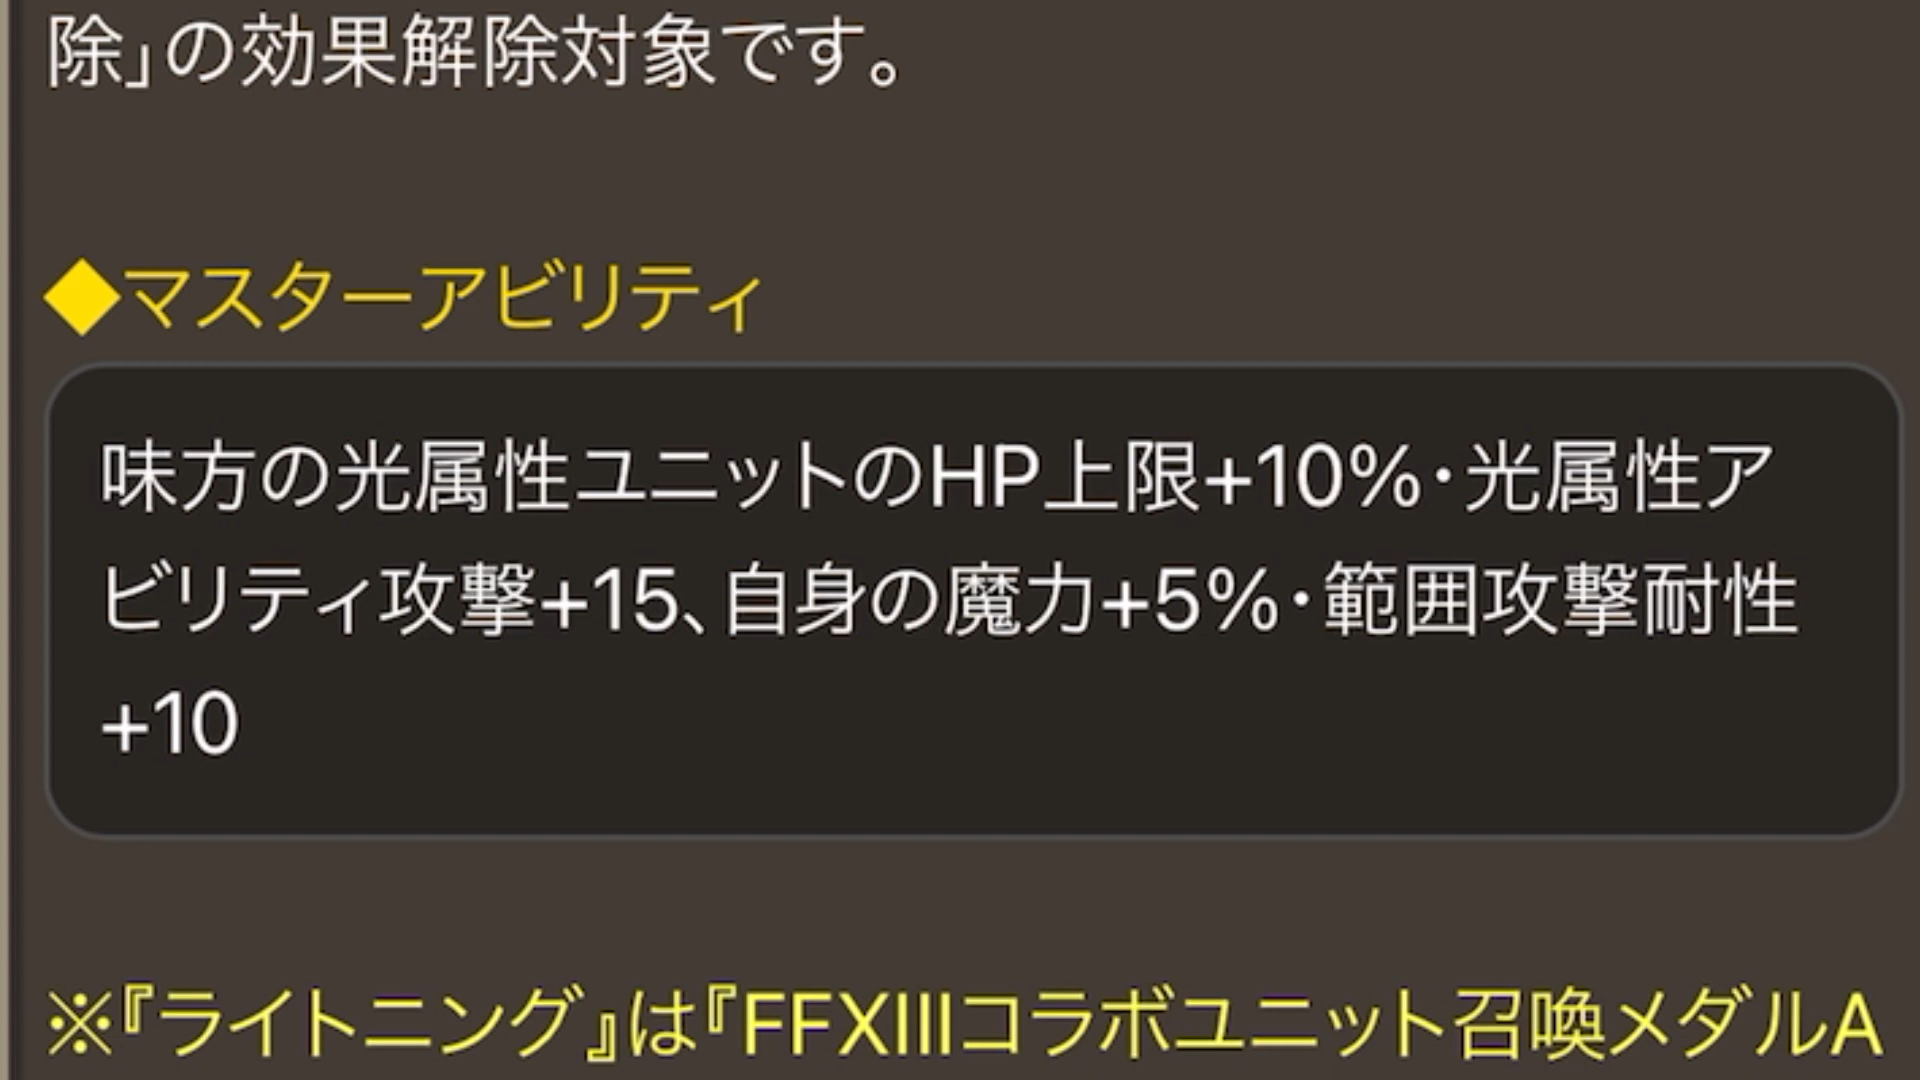 除」の効果解除対象です。
◆マスターアビリティ
味方の光属性ユニットのHP上限+10%・光属性ア
ビリティ攻撃+15、自身の魔力+5%・範囲攻撃耐性
+10
※『ライトニング』は『FFXIIIコラボユニット召喚メダルA